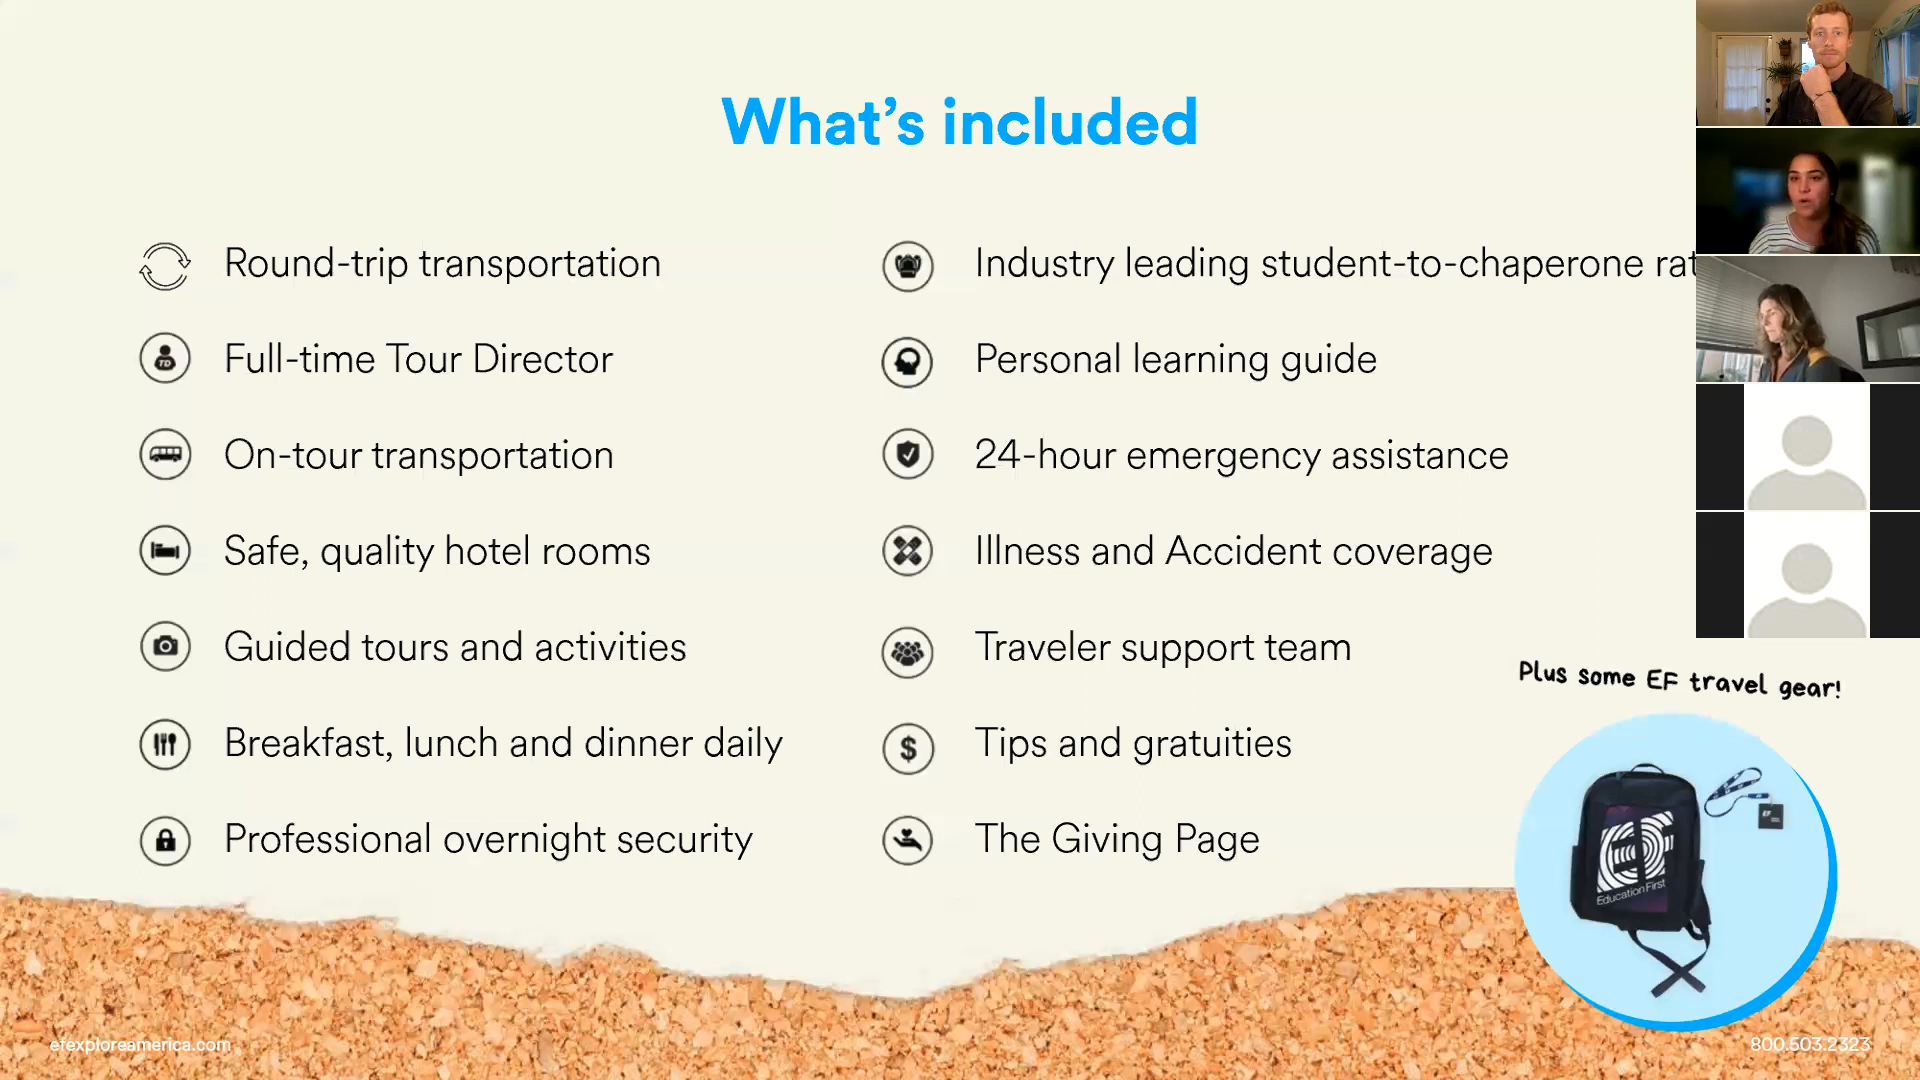 What's included
Round-trip transportation
Full-time Tour Director
On-tour transportation
Safe, quality hotel rooms
Guided tours and activities
Breakfast, lunch and dinner daily
Professional overnight security
Industry leading student-to-chaperone rat
Personal learning guide
24-hour emergency assistance
Illness and Accident coverage
Traveler support team
Tips and gratuities
The Giving Page
Plus some EF travel gear!
EF
Education First
EF
TD
efexploreamerica.com
800.503.2323